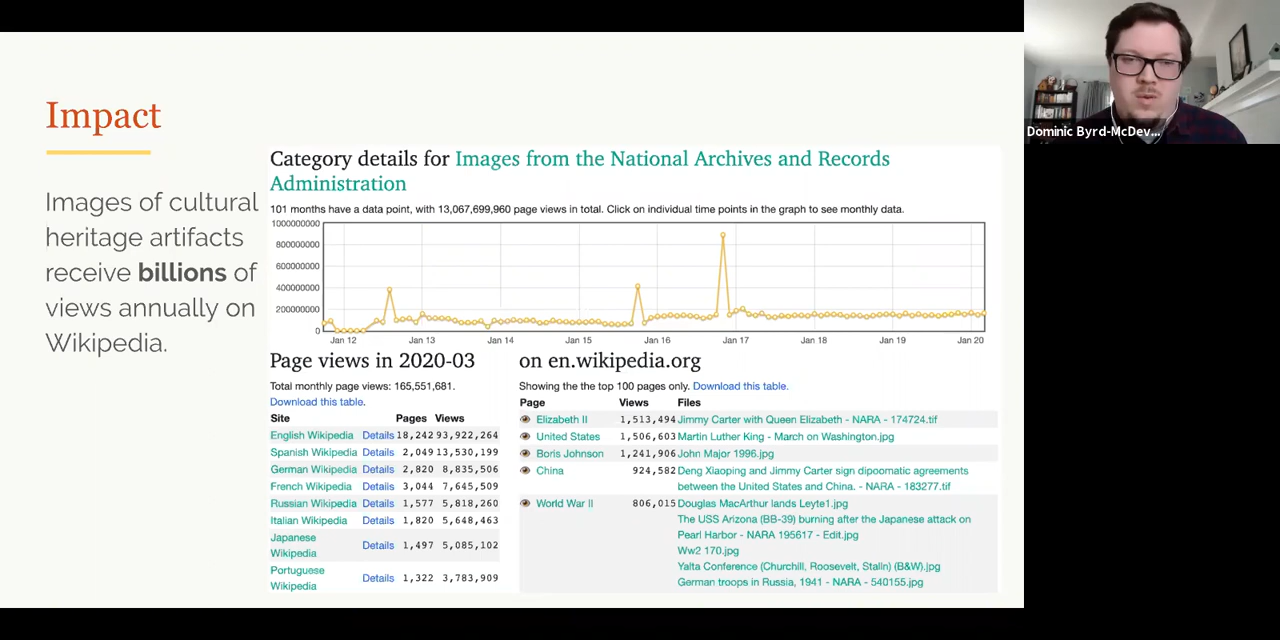 Impact
Images of cultural
heritage artifacts
receive billions of
views annually on
Wikipedia.
Category details for Images from the National Archives and Records
Administration
101 months have a data point, with 13,067,699,960 page views in total. Click on individual time points in the graph to see monthly data.
1000000000
800000000
600000000
400000000
200000000
0
Jan 12 Jan 13 Jan 14 Jan 15 Jan 16 Jan 17 Jan 18 Jan 19 Jan 20
Page views in 2020-03
Total monthly page views: 165,551,681.
Download this table.
Site Pages Views
English Wikipedia Details 18,242 93,922,264
Spanish Wikipedia Details 2,049 13,530,199
German Wikipedia Details 2,820 8,835,506
French Wikipedia Details 3,044 7,645,509
Russian Wikipedia Details 1,577 5,818,260
Italian Wikipedia Details 1,820 5,648,463
Japanese
Wikipedia Details 1,497 5,085,102
Portuguese
Wikipedia Details 1,322 3,783,909
on en.wikipedia.org
Showing the the top 100 pages only. Download this table.
Page Views Files
Elizabeth II 1,513,494 Jimmy Carter with Queen Elizabeth - NARA - 174724.tif
United States 1,506,603 Martin Luther King - March on Washington.jpg
Boris Johnson 1,241,906 John Major 1996.jpg
China 924,582 Deng Xiaoping and Jimmy Carter sign dipoomatic agreements
between the United States and China. - NARA - 183277.tif
World War II 806,015 Douglas MacArthur lands Leyte1.jpg
The USS Arizona (BB-39) burning after the Japanese attack on
Pearl Harbor - NARA 195617 - Edit.jpg
Ww2 170.jpg
Yalta Conference (Churchill, Roosevelt, Stalin) (B&W).jpg
German troops in Russia, 1941 - NARA - 540155.jpg
Dominic Byrd-McDev...